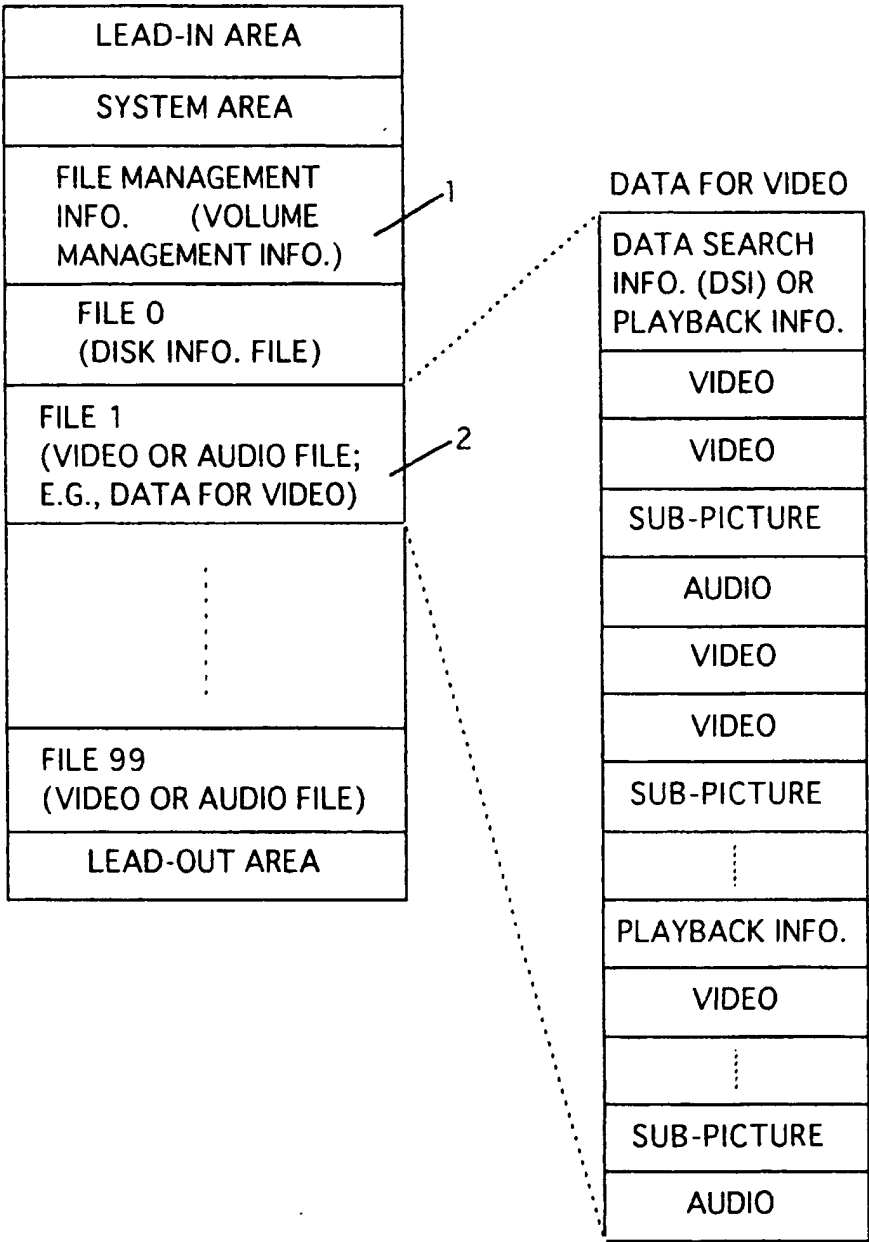 LEAD-IN AREA
SYSTEM AREA
FILE MANAGEMENT
INFO. (VOLUME
MANAGEMENT INFO.)
1
FILE 0
(DISK INFO. FILE)
FILE 1
(VIDEO OR AUDIO FILE;
E.G., DATA FOR VIDEO)
2
FILE 99
(VIDEO OR AUDIO FILE)
LEAD-OUT AREA
DATA FOR VIDEO
DATA SEARCH
INFO. (DSI) OR
PLAYBACK INFO.
VIDEO
VIDEO
SUB-PICTURE
AUDIO
VIDEO
VIDEO
SUB-PICTURE
PLAYBACK INFO.
VIDEO
SUB-PICTURE
AUDIO